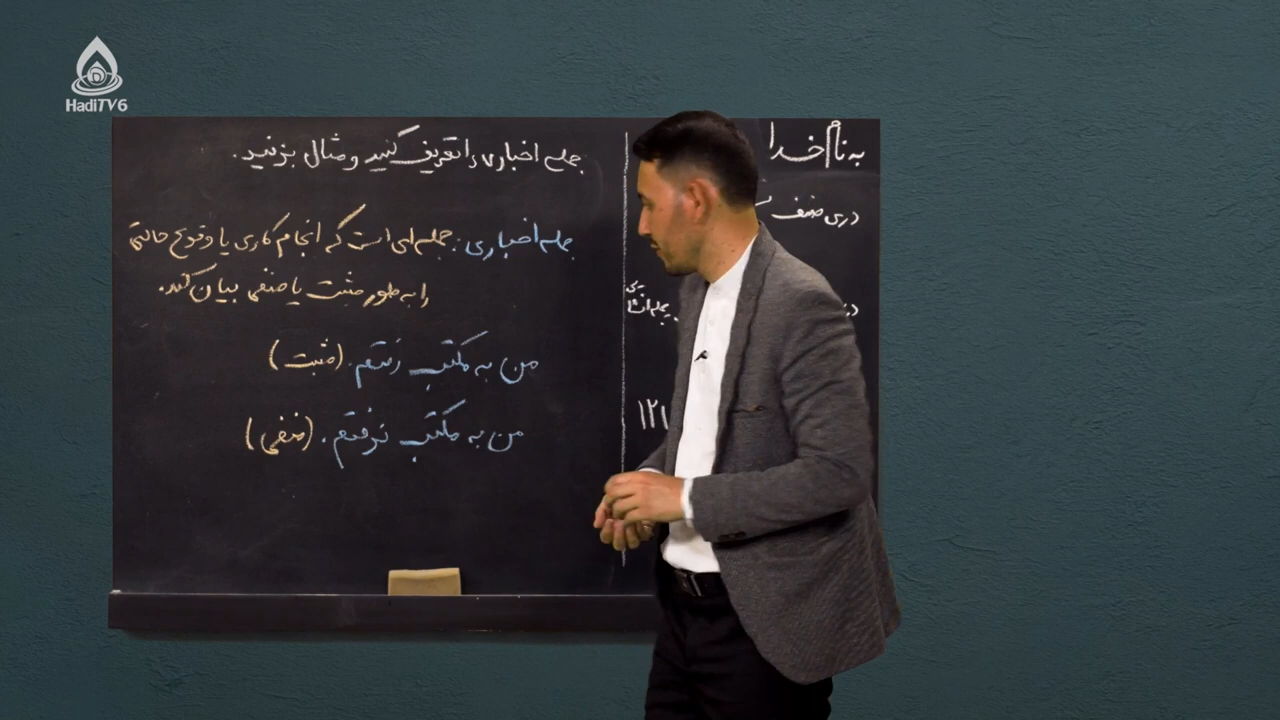 HadiTV6
به نام خدا
دری صنف
جمله اخباری را تعریف کنید و مثال بزنید.
جمله اخباری: جمله‌ای است که انجام کاری یا وقوع حالتی
را به طور مثبت یا منفی بیان کند.
من به مکتب رفتم. (مثبت)
من به مکتب نرفتم. (منفی)